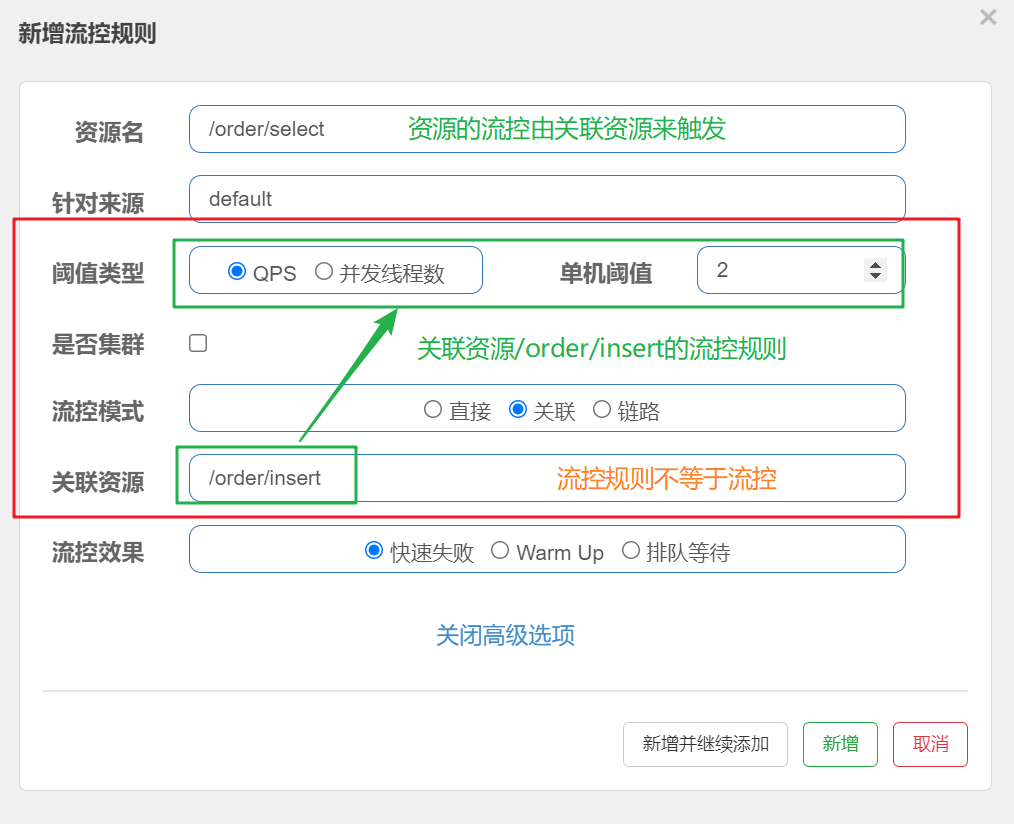 新增流控规则
×
资源名 /order/select 资源的流控由关联资源来触发
针对来源 default
阈值类型 QPS 并发线程数 单机阈值 2
是否集群 关联资源/order/insert的流控规则
流控模式 直接 关联 链路
关联资源 /order/insert 流控规则不等于流控
流控效果 快速失败 Warm Up 排队等待
关闭高级选项
新增并继续添加 新增 取消